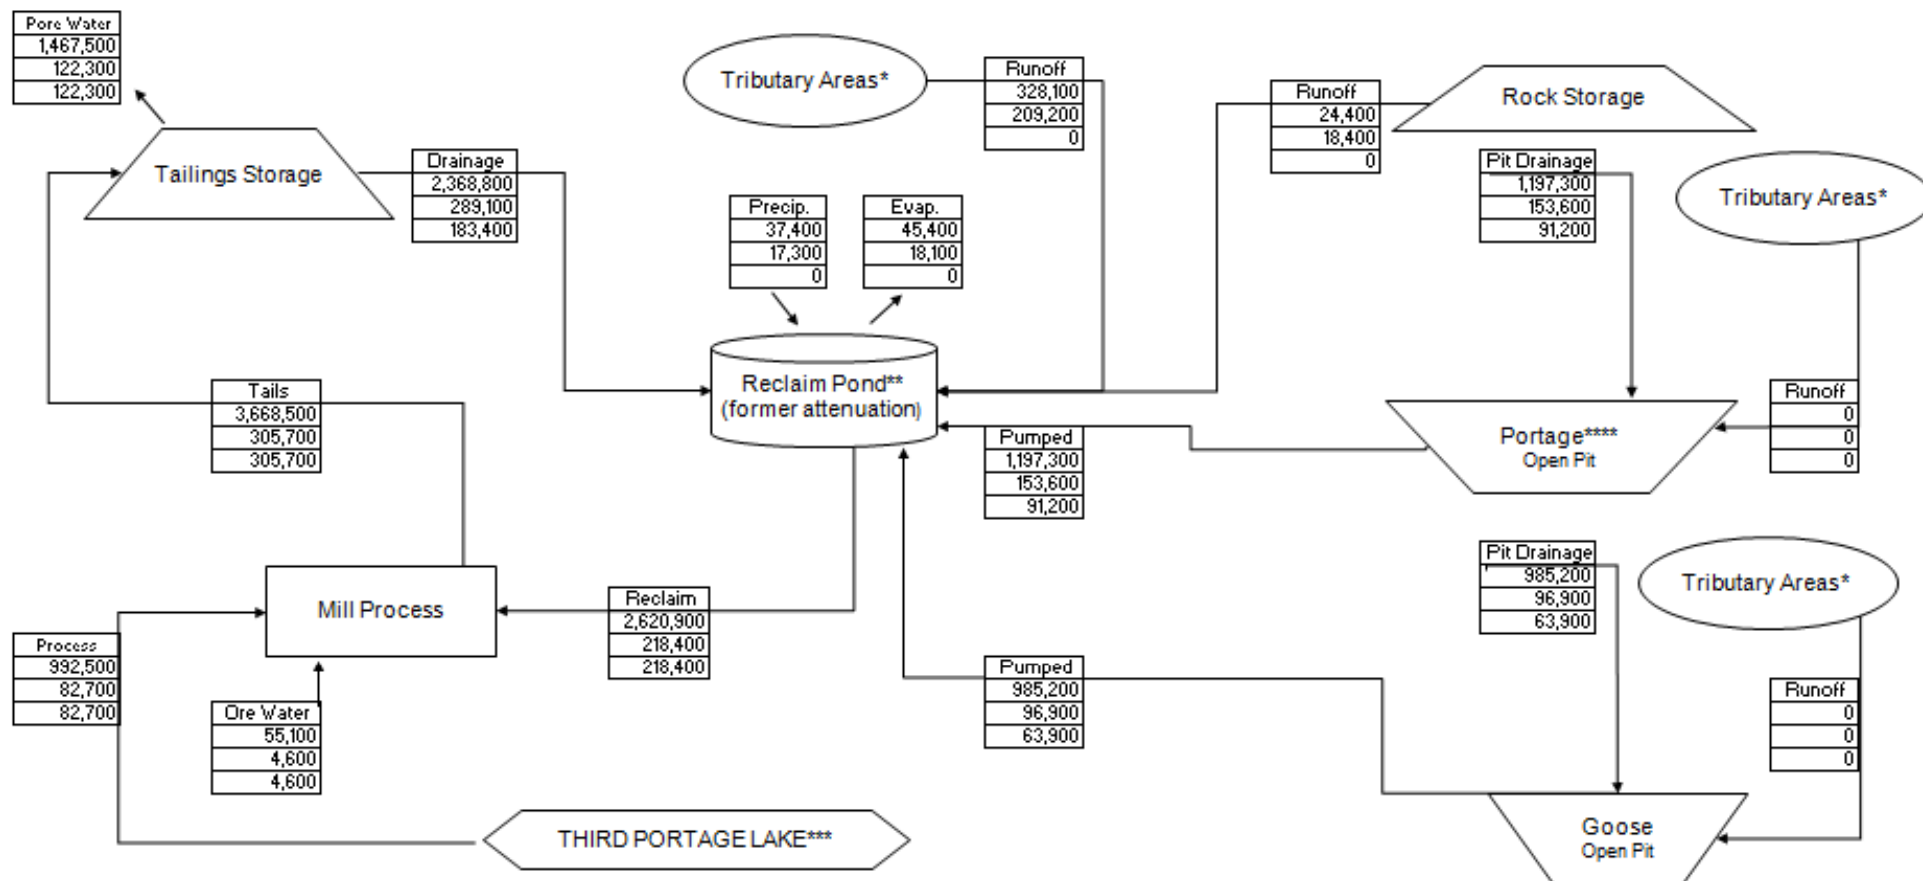 Pore Water
1,467,500
122,300
122,300
Tributary Areas*
Runoff
328,100
209,200
0
Runoff
24,400
18,400
0
Rock Storage
Tailings Storage
Drainage
2,368,800
289,100
183,400
Precip.
37,400
17,300
0
Evap.
45,400
18,100
0
Pit Drainage
1,197,300
153,600
91,200
Tributary Areas*
Reclaim Pond**
(former attenuation)
Tails
3,668,500
305,700
305,700
Pumped
1,197,300
153,600
91,200
Portage****
Open Pit
Runoff
0
0
0
Mill Process
Reclaim
2,620,900
218,400
218,400
Pit Drainage
985,200
96,900
63,900
Tributary Areas*
Process
992,500
82,700
82,700
Ore Water
55,100
4,600
4,600
Pumped
985,200
96,900
63,900
Runoff
0
0
0
THIRD PORTAGE LAKE***
Goose
Open Pit